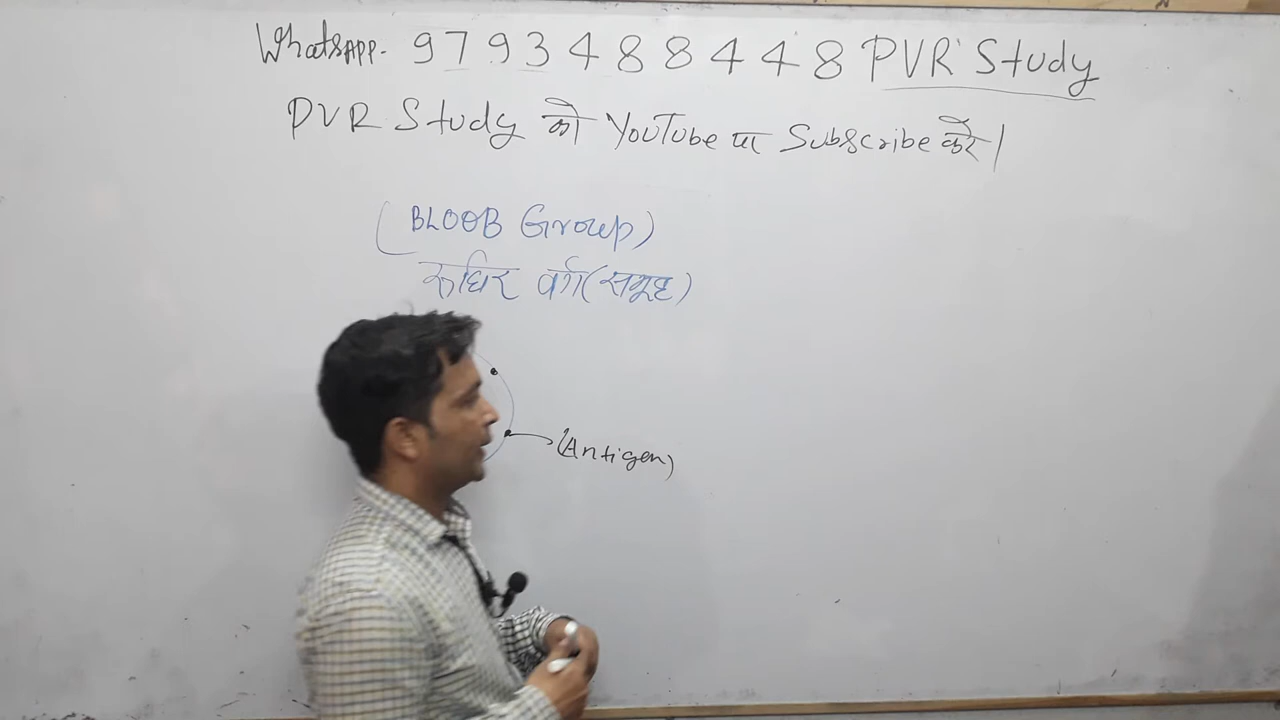 WhatsAPP. 9793488448 PVR Study
PVR Study को YouTube पर Subscribe करें।
(BLOOB Group)
रूधिर वर्ग (समूह)
(Antigen)